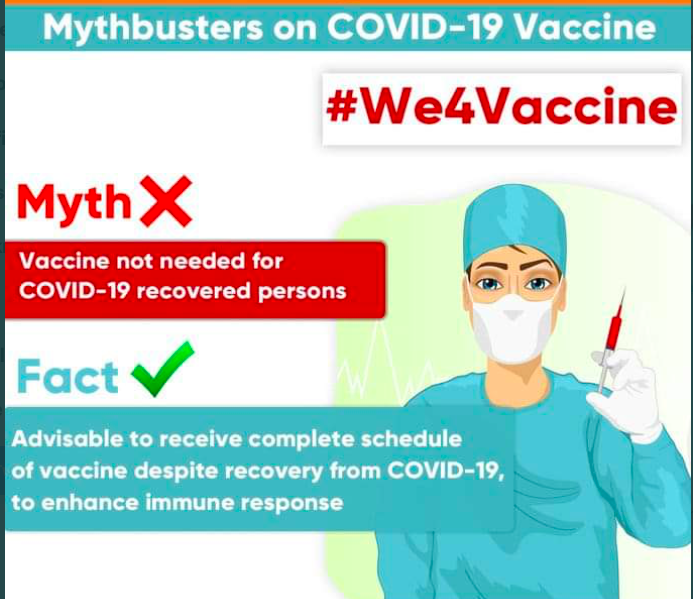 Mythbusters on COVID-19 Vaccine
#We4Vaccine
Myth
Vaccine not needed for
COVID-19 recovered persons
Fact
Advisable to receive complete schedule
of vaccine despite recovery from COVID-19,
to enhance immune response